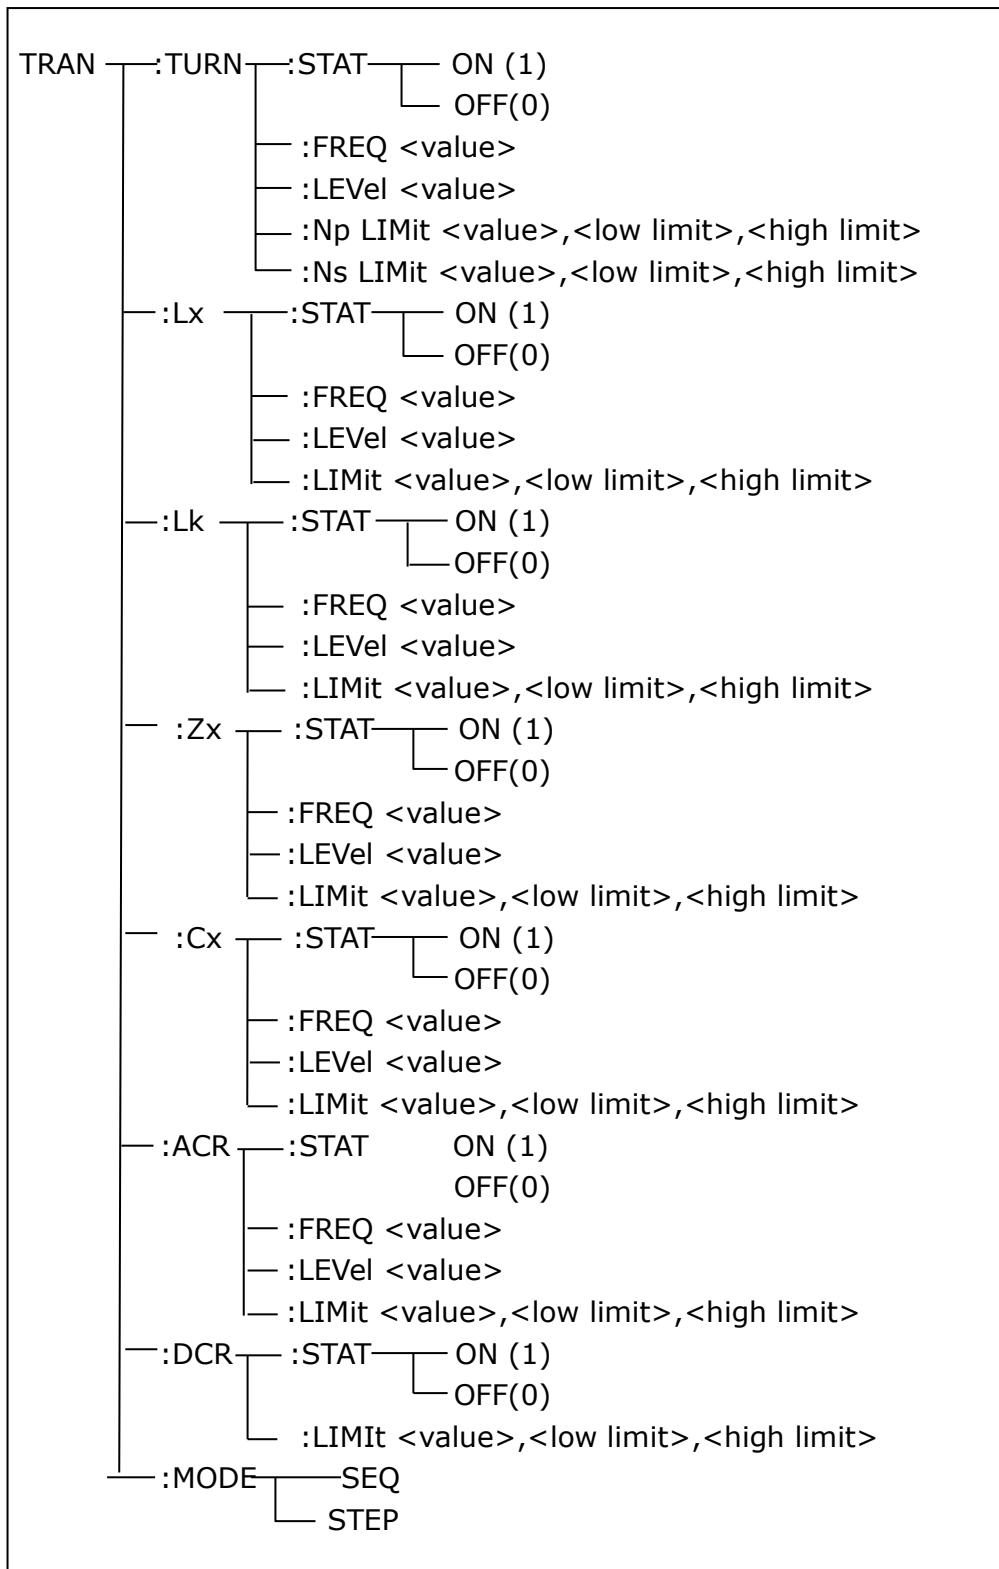 TRAN :TURN :STAT ON (1)
OFF(0)
:FREQ <value>
:LEVel <value>
:Np LIMit <value>,<low limit>,<high limit>
:Ns LIMit <value>,<low limit>,<high limit>
:Lx :STAT ON (1)
OFF(0)
:FREQ <value>
:LEVel <value>
:LIMit <value>,<low limit>,<high limit>
:Lk :STAT ON (1)
OFF(0)
:FREQ <value>
:LEVel <value>
:LIMit <value>,<low limit>,<high limit>
:Zx :STAT ON (1)
OFF(0)
:FREQ <value>
:LEVel <value>
:LIMit <value>,<low limit>,<high limit>
:Cx :STAT ON (1)
OFF(0)
:FREQ <value>
:LEVel <value>
:LIMit <value>,<low limit>,<high limit>
:ACR :STAT ON (1)
OFF(0)
:FREQ <value>
:LEVel <value>
:LIMit <value>,<low limit>,<high limit>
:DCR :STAT ON (1)
OFF(0)
:LIMIt <value>,<low limit>,<high limit>
:MODE SEQ
STEP